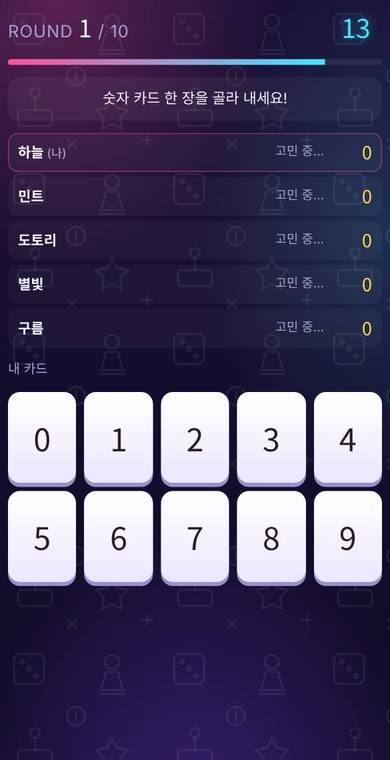 ROUND 1 / 10 13
숫자 카드 한 장을 골라 내세요!
하늘 (나) 고민 중... 0
민트 고민 중... 0
도토리 고민 중... 0
별빛 고민 중... 0
구름 고민 중... 0
내 카드
0 1 2 3 4
5 6 7 8 9